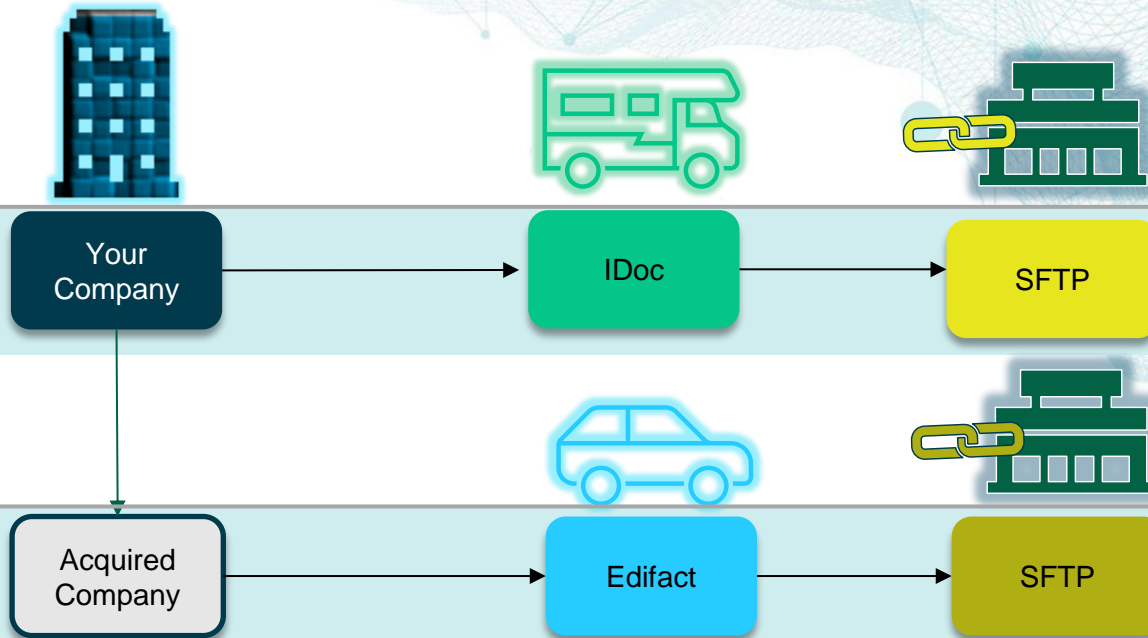 Your
Company
IDoc
SFTP
Acquired
Company
Edifact
SFTP